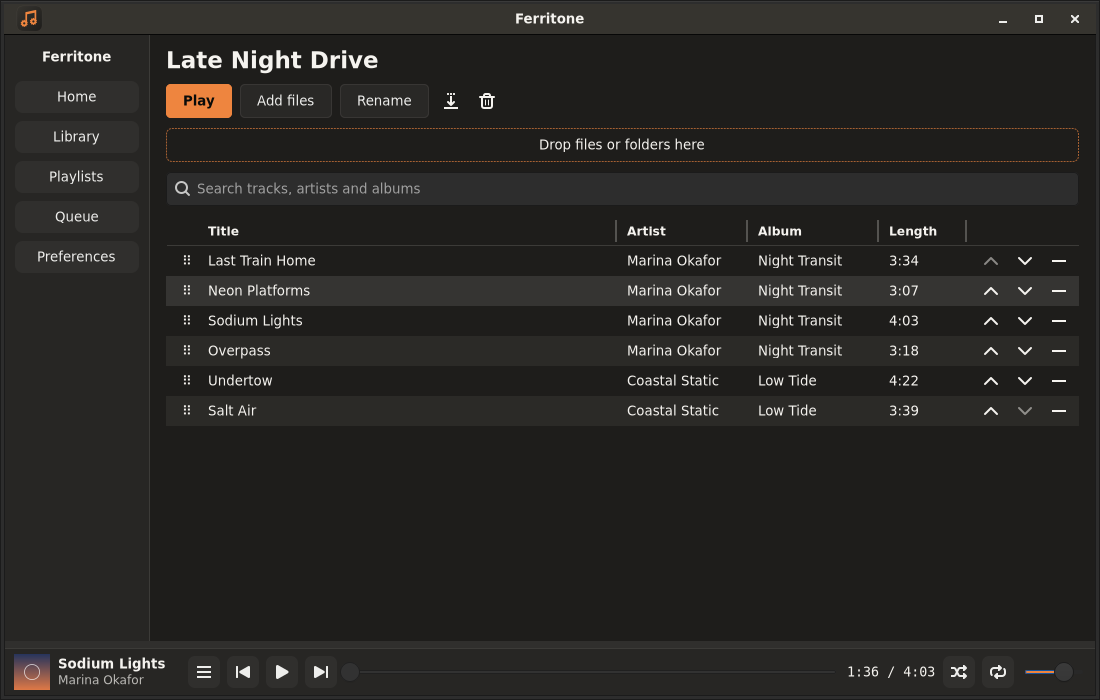 Ferritone
Ferritone
Home
Library
Playlists
Queue
Preferences
Late Night Drive
Play Add files Rename
Drop files or folders here
Search tracks, artists and albums
Title Artist Album Length
Last Train Home Marina Okafor Night Transit 3:34
Neon Platforms Marina Okafor Night Transit 3:07
Sodium Lights Marina Okafor Night Transit 4:03
Overpass Marina Okafor Night Transit 3:18
Undertow Coastal Static Low Tide 4:22
Salt Air Coastal Static Low Tide 3:39
Sodium Lights
Marina Okafor
1:36 / 4:03